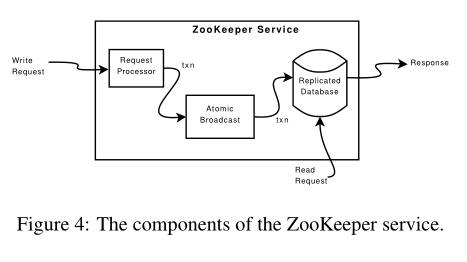 ZooKeeper Service
Write
Request
Request
Processor
txn
Atomic
Broadcast
txn
Replicated
Database
Response
Read
Request
Figure 4: The components of the ZooKeeper service.